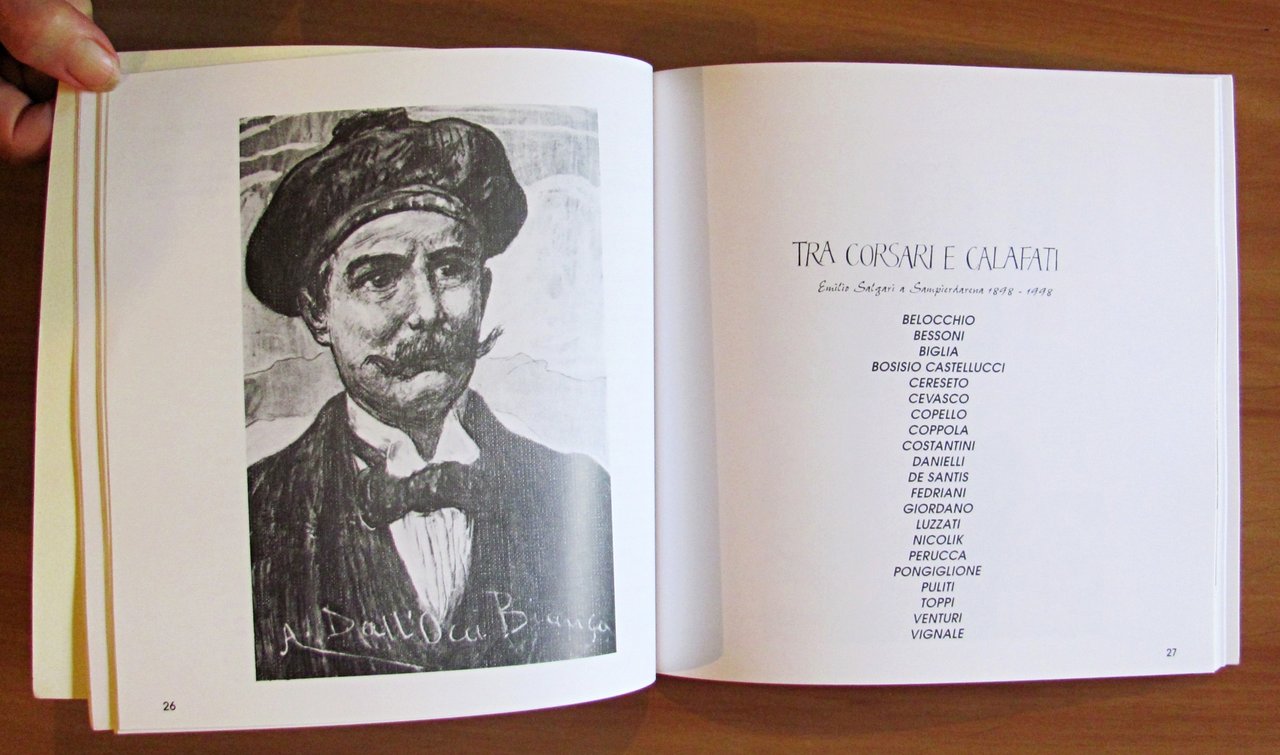 A. Dall'Oca Bianca
26
TRA CORSARI E CALAFATI
Emilio Salgari a Sampierdarena 1898 - 1998
BELOCCHIO
BESSONI
BIGLIA
BOSISIO CASTELLUCCI
CERESETO
CEVASCO
COPELLO
COPPOLA
COSTANTINI
DANIELLI
DE SANTIS
FEDRIANI
GIORDANO
LUZZATI
NICOLIK
PERUCCA
PONGIGLIONE
PULITI
TOPPI
VENTURI
VIGNALE
27